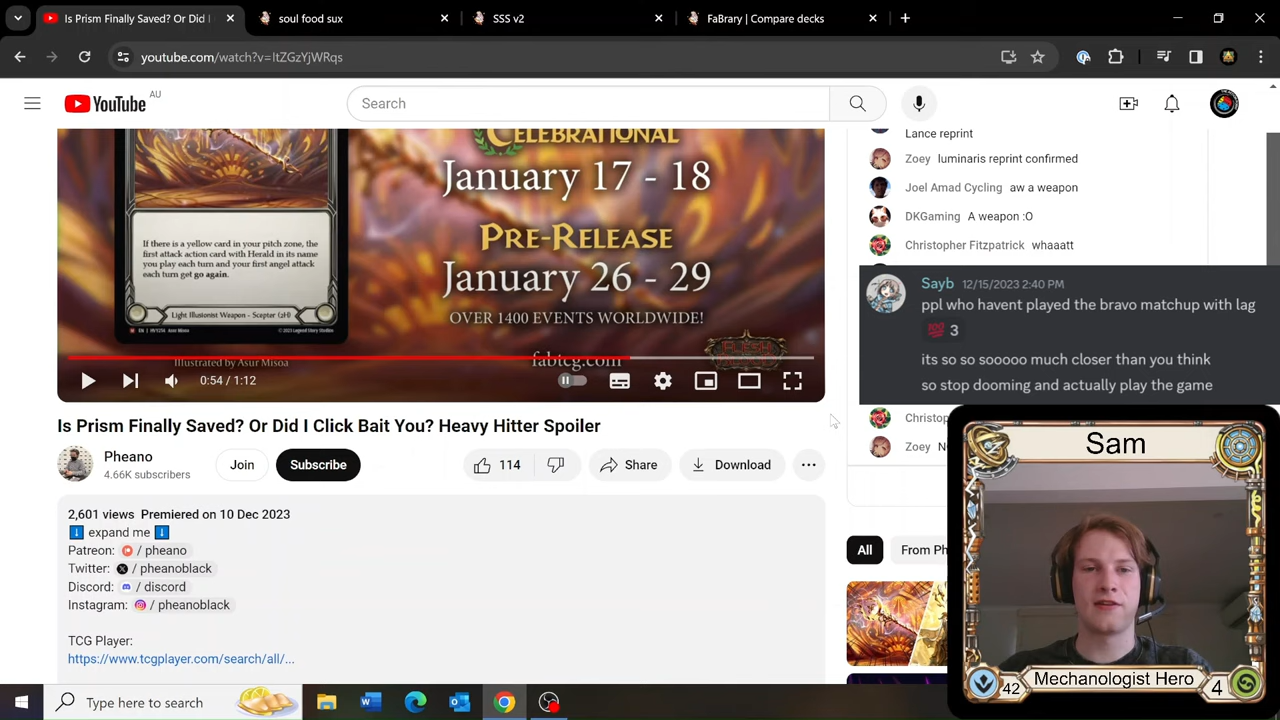 Is Prism Finally Saved? Or Did I
soul food sux
SSS v2
FaBrary | Compare decks
youtube.com/watch?v=ItZGzYjWRqs
YouTube AU
Search
CELEBRATIONAL
January 17 - 18
PRE-RELEASE
January 26 - 29
OVER 1400 EVENTS WORLDWIDE!
fabtcg.com
If there is a yellow card in your pitch zone, the
first attack action card with Herald in its name
you play each turn and your first angel attack
each turn get go again.
Light Illusionist Weapon - Scepter (2H)
Illustrated by Asur Misoa
0:54 / 1:12
Lance reprint
Zoey luminaris reprint confirmed
Joel Amad Cycling aw a weapon
DKGaming A weapon :O
Christopher Fitzpatrick whaaatt
Sayb 12/15/2023 2:40 PM
ppl who havent played the bravo matchup with lag
💯 3
its so so sooooo much closer than you think
so stop dooming and actually play the game
Christop
Zoey N
Is Prism Finally Saved? Or Did I Click Bait You? Heavy Hitter Spoiler
Pheano
4.66K subscribers
Join
Subscribe
114
Share
Download
2,601 views Premiered on 10 Dec 2023
⬇ expand me ⬇
Patreon: / pheano
Twitter: / pheanoblack
Discord: / discord
Instagram: / pheanoblack
TCG Player:
https://www.tcgplayer.com/search/all/...
All
From Ph
Sam
Mechanologist Hero
42
4
Type here to search